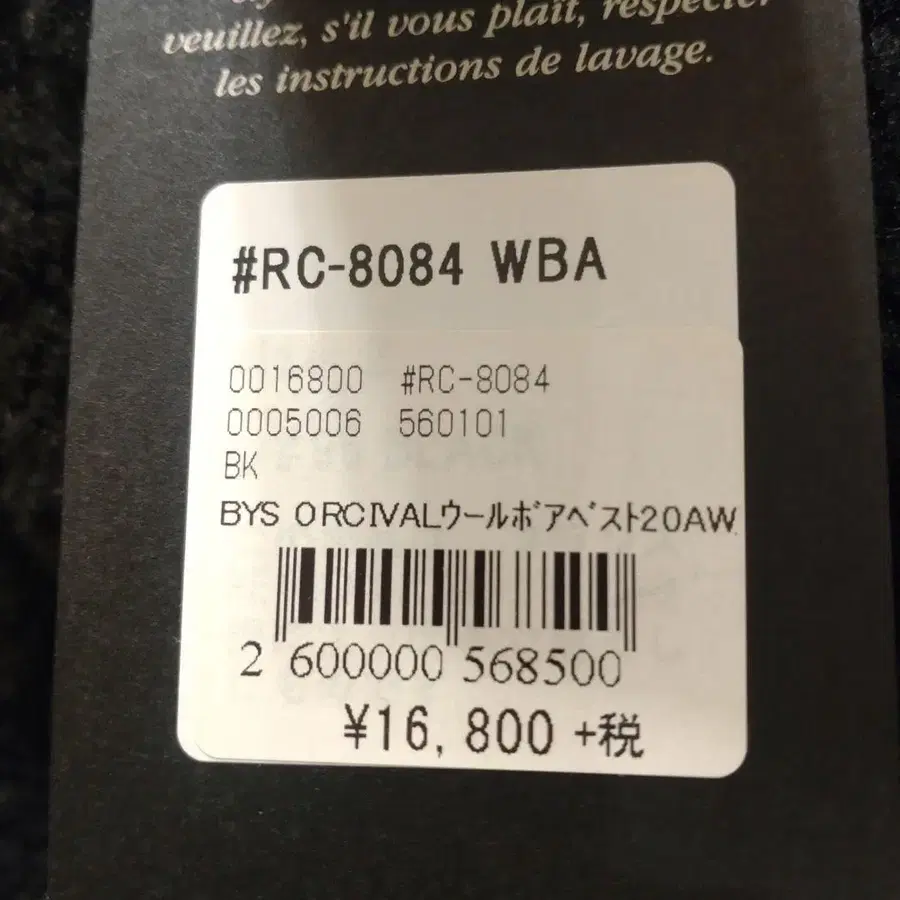 veuillez, s'il vous plaît, respecter
les instructions de lavage.
#RC-8084 WBA
0016800 #RC-8084
0005006 560101
BK
BYS ORCIVALｳｰﾙﾎﾞｱﾍﾞｽﾄ20AW
2 600000 568500
¥16,800 +税